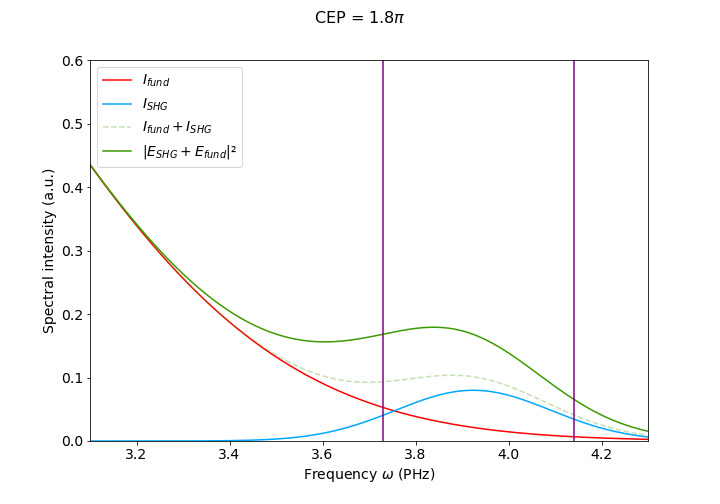 CEP = 1.8π
I_fund
I_SHG
I_fund + I_SHG
|E_SHG + E_fund|²
Spectral intensity (a.u.)
0.6
0.5
0.4
0.3
0.2
0.1
0.0
3.2 3.4 3.6 3.8 4.0 4.2
Frequency ω (PHz)